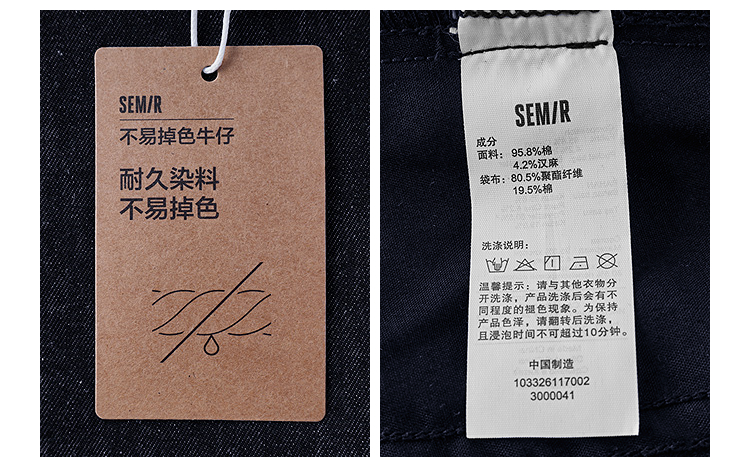 SEMIR
不易掉色牛仔
耐久染料
不易掉色
SEMIR
成分
面料：95.8%棉
4.2%汉麻
袋布：80.5%聚酯纤维
19.5%棉
洗涤说明：
温馨提示：请与其他衣物分
开洗涤，产品洗涤后会有不
同程度的褪色现象。为保持
产品色泽，请翻转后洗涤，
且浸泡时间不可超过10分钟。
中国制造
103326117002
3000041